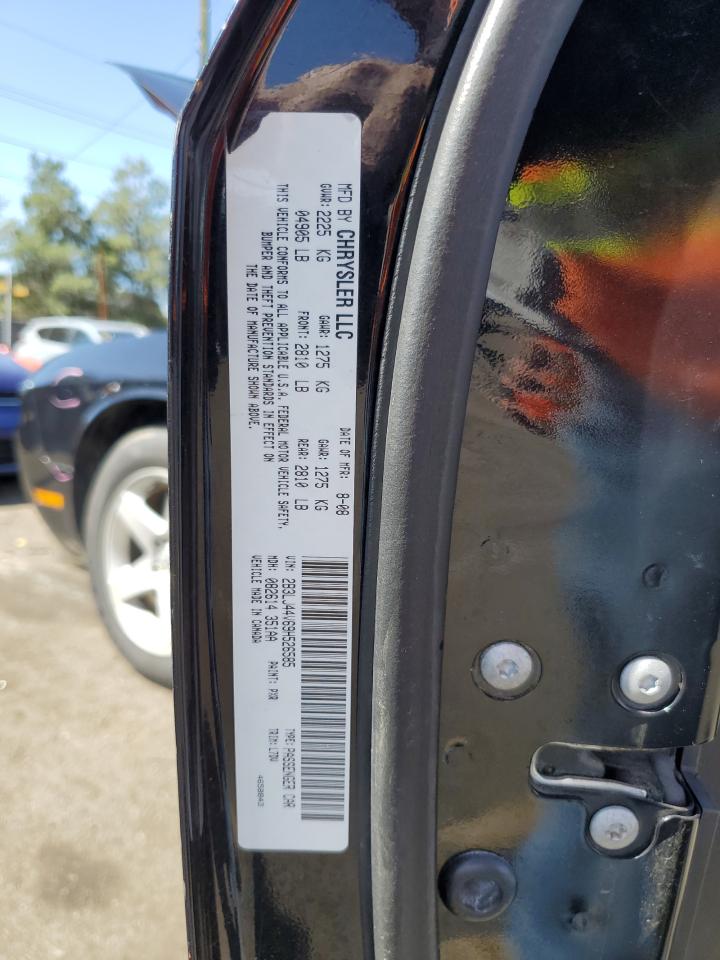 MFD BY CHRYSLER LLC DATE OF MFR: 8-08
GVWR: 2225 KG GAWR: 1275 KG GAWR: 1275 KG
04905 LB FRONT: 2810 LB REAR: 2810 LB
THIS VEHICLE CONFORMS TO ALL APPLICABLE U.S.A. FEDERAL MOTOR VEHICLE SAFETY,
BUMPER AND THEFT PREVENTION STANDARDS IN EFFECT ON
THE DATE OF MANUFACTURE SHOWN ABOVE.
VIN: 2B3LJ44V69H526585 TYPE: PASSENGER CAR
MDH: 082614 351AA PAINT: PXR TRIM: L7DV
VEHICLE MADE IN CANADA 4658043